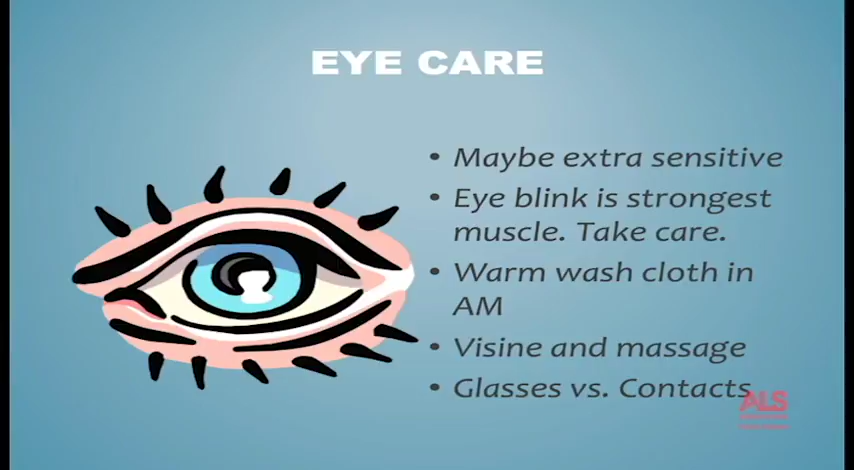 EYE CARE
• Maybe extra sensitive
• Eye blink is strongest
muscle. Take care.
• Warm wash cloth in
AM
• Visine and massage
• Glasses vs. Contacts
ALS